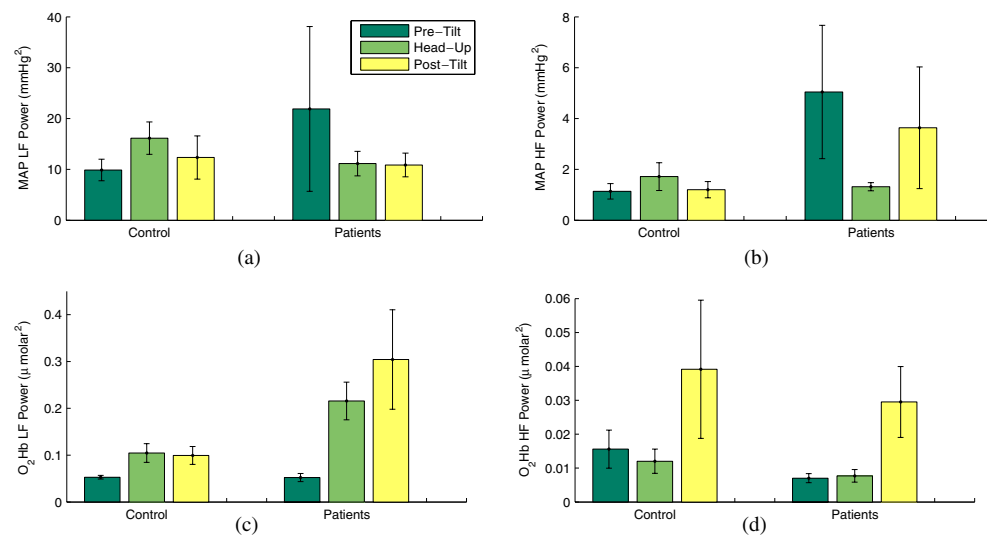 40
30
20
10
0
MAP LF Power (mmHg²)
Pre−Tilt
Head−Up
Post−Tilt
Control
Patients
(a)
8
6
4
2
0
MAP HF Power (mmHg²)
Control
Patients
(b)
0.4
0.3
0.2
0.1
0
O₂Hb LF Power (μ molar²)
Control
Patients
(c)
0.06
0.05
0.04
0.03
0.02
0.01
0
O₂Hb HF Power (μ molar²)
Control
Patients
(d)